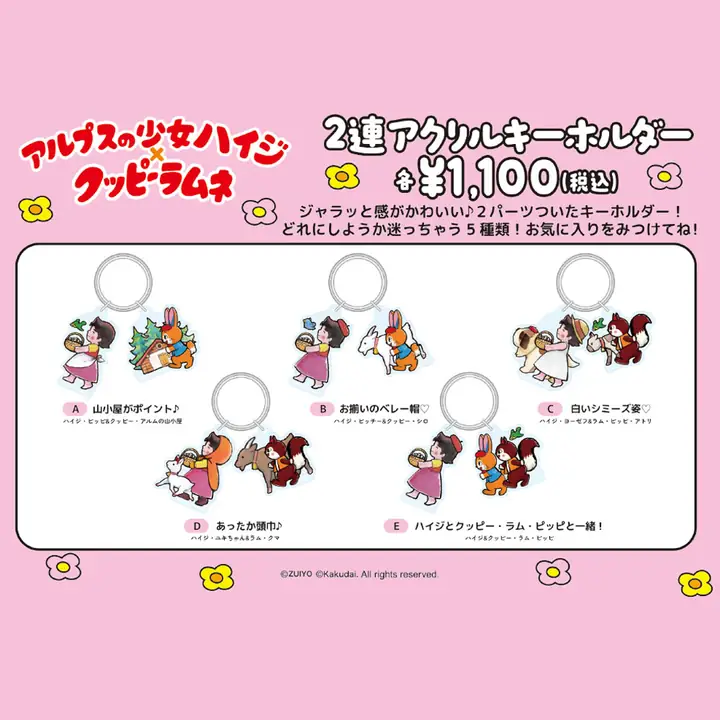 アルプスの少女ハイジ
×
クッピーラムネ
2連アクリルキーホルダー
各¥1,100(税込)
ジャラッと感がかわいい♪2パーツついたキーホルダー！
どれにしようか迷っちゃう5種類！お気に入りをみつけてね!
A 山小屋がポイント♪
ハイジ・ピッピ&クッピー・アルムの山小屋
B お揃いのベレー帽♡
ハイジ・ピッチー&クッピー・シロ
C 白いシミーズ姿♡
ハイジ・ヨーゼフ&ラム・ピッピ・アトリ
D あったか頭巾♪
ハイジ・ユキちゃん&ラム・クマ
E ハイジとクッピー・ラム・ピッピと一緒！
ハイジ&クッピー・ラム・ピッピ
©ZUIYO ©Kakudai. All rights reserved.